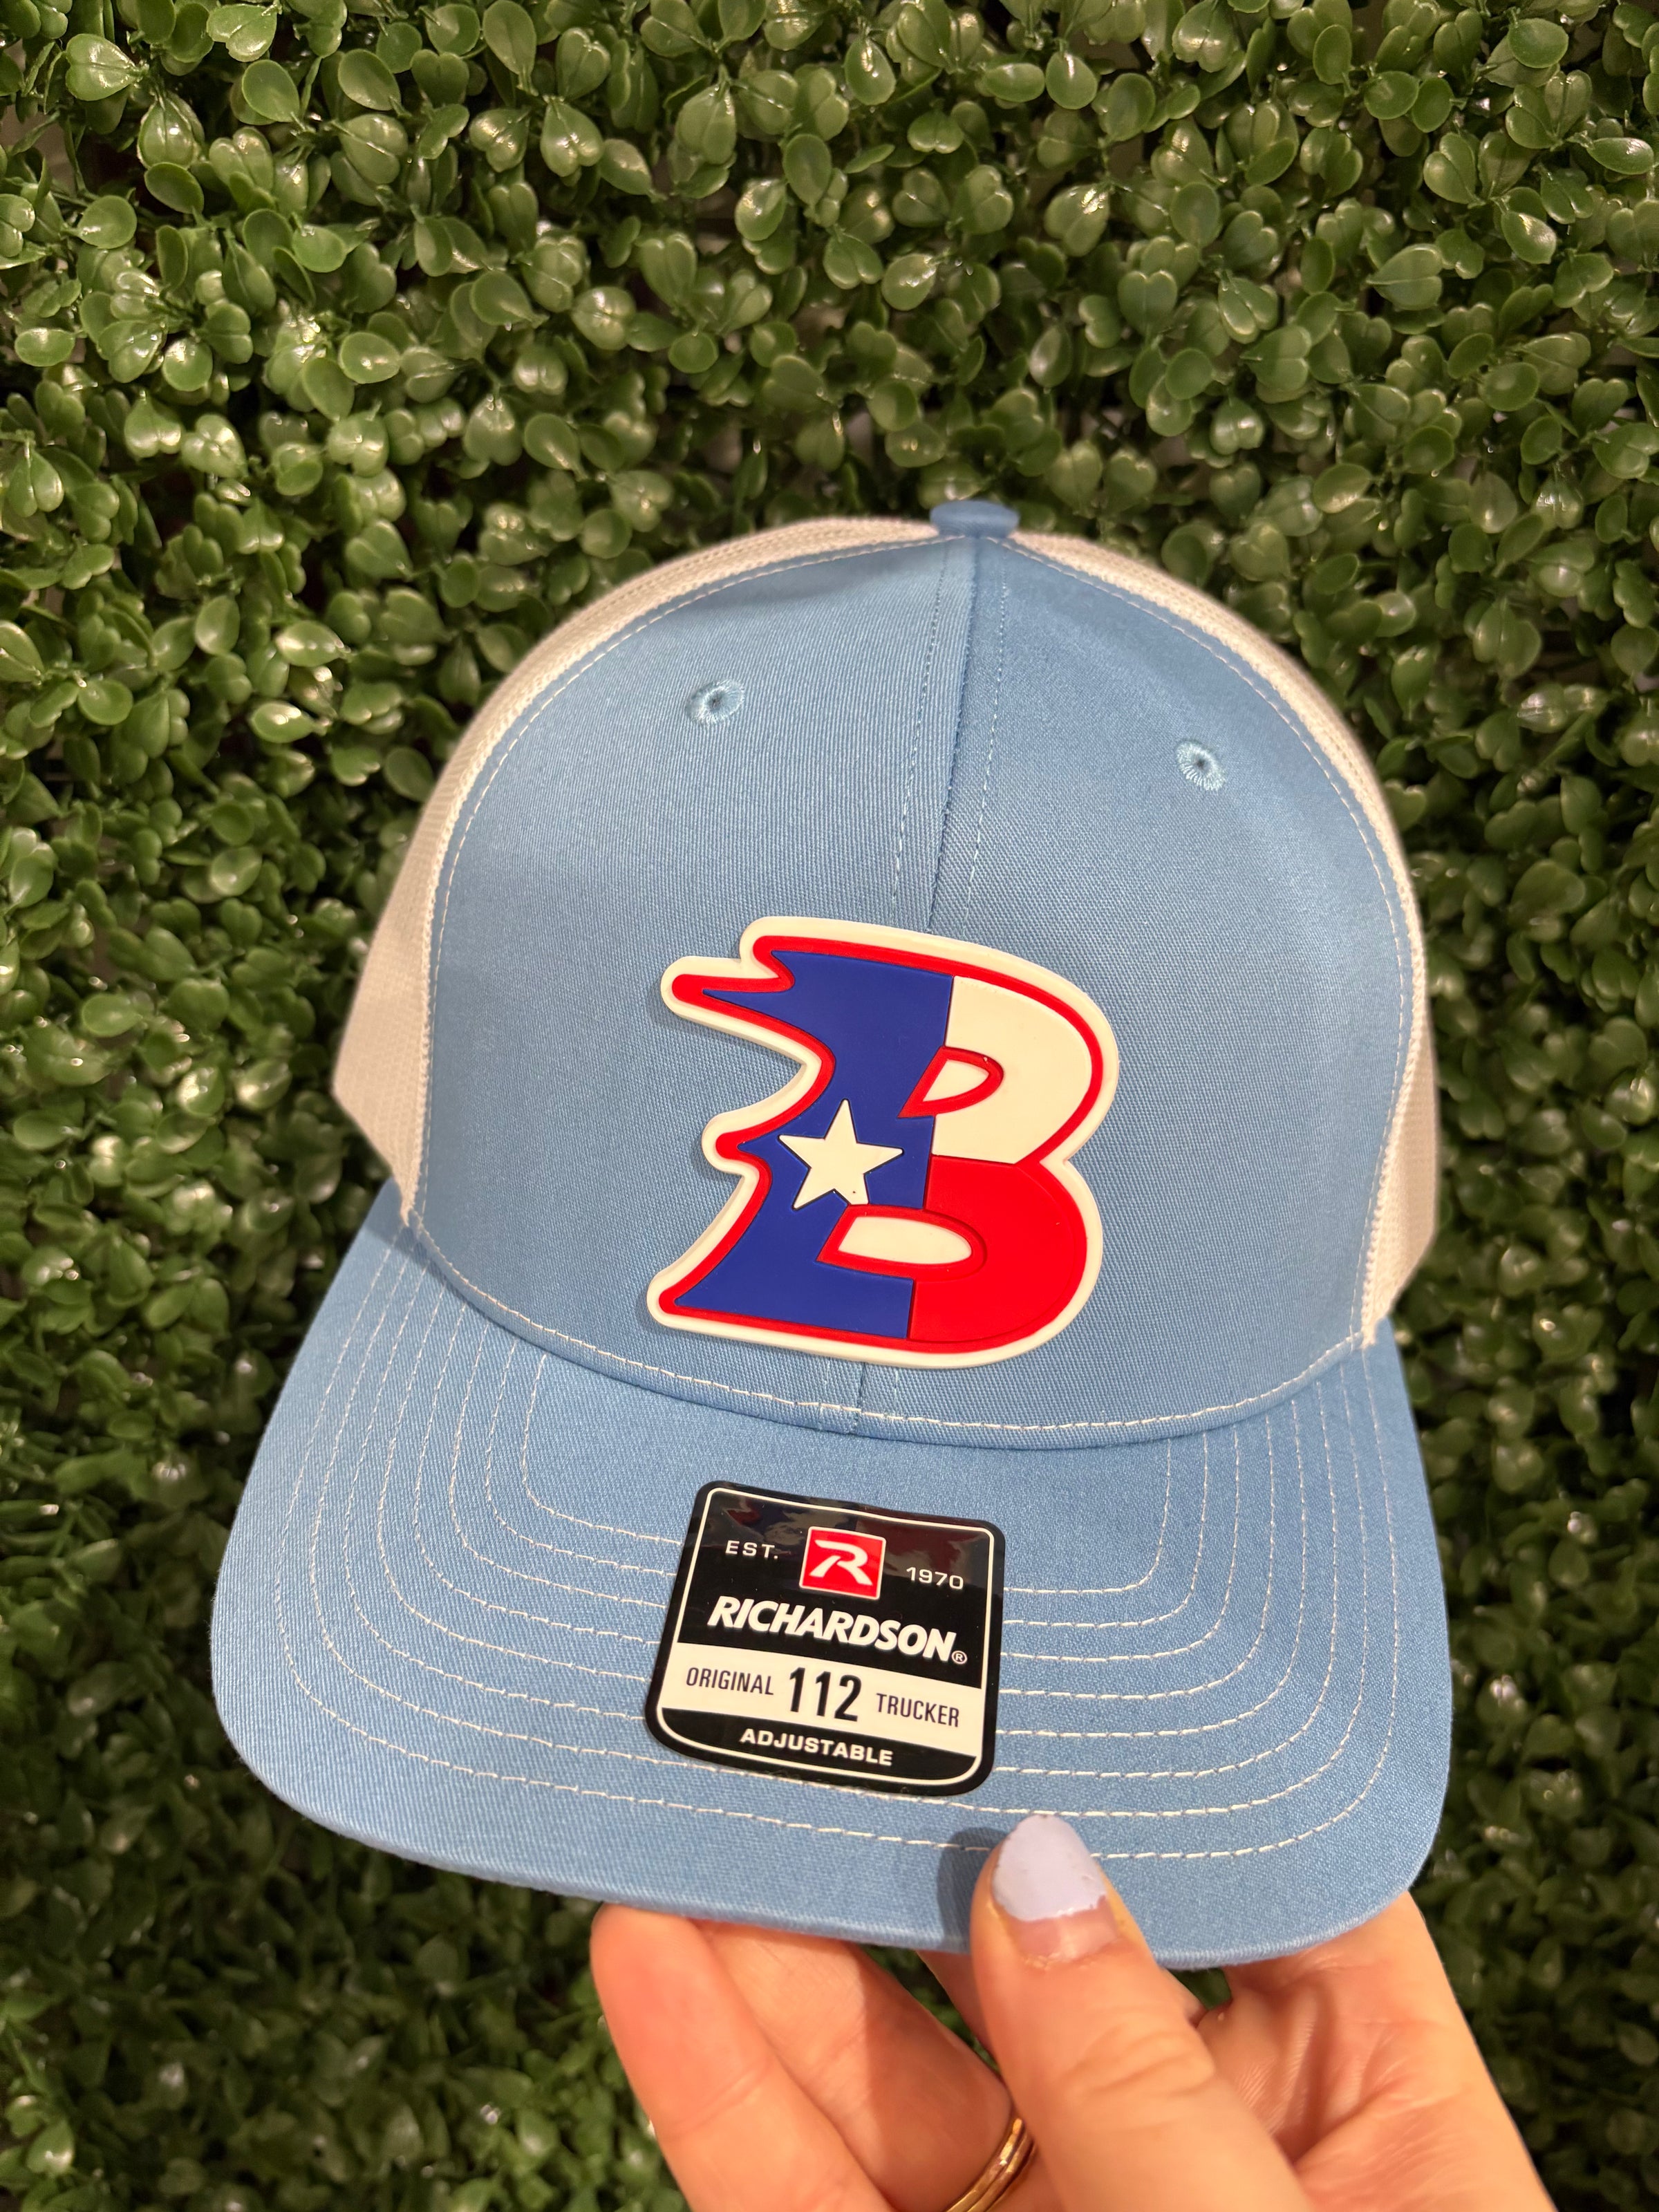 B
EST. R 1970
RICHARDSON®
ORIGINAL 112 TRUCKER
ADJUSTABLE